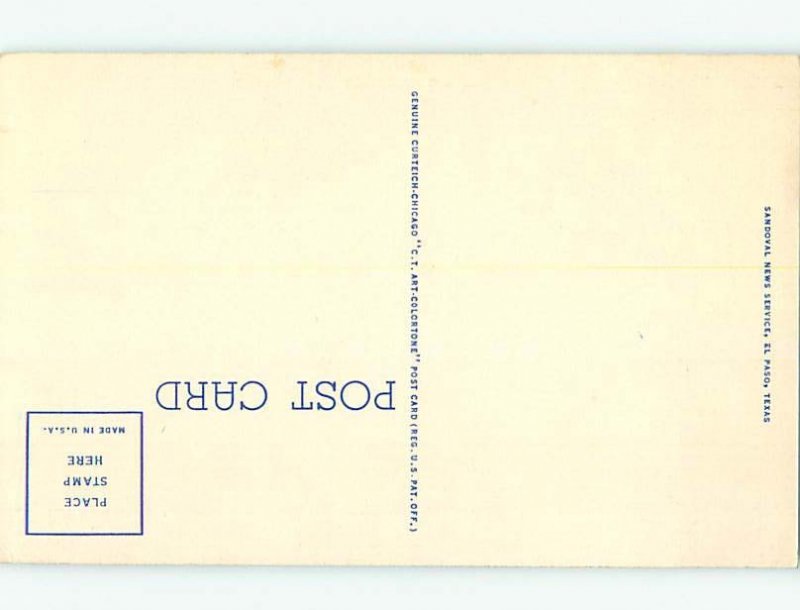 POST CARD
PLACE
STAMP
HERE
MADE IN U.S.A.
GENUINE CURTEICH-CHICAGO "C.T. ART-COLORTONE" POST CARD (REG. U.S. PAT. OFF.)
SANDOVAL NEWS SERVICE, EL PASO, TEXAS